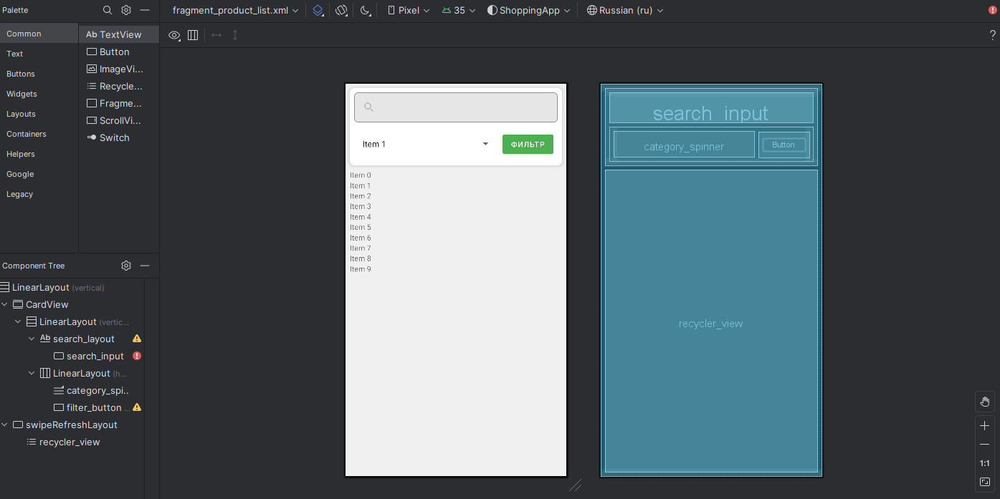 Palette
fragment_product_list.xml
Pixel
35
ShoppingApp
Russian (ru)
Common
Text
Buttons
Widgets
Layouts
Containers
Helpers
Google
Legacy
Ab TextView
Button
ImageVi...
Recycle...
Fragme...
ScrollVi...
Switch
?
Component Tree
LinearLayout (vertical)
CardView
LinearLayout (vertic...
Ab search_layout
search_input
LinearLayout (h...
category_spi..
filter_button ...
swipeRefreshLayout
recycler_view
Item 1
ФИЛЬТР
Item 0
Item 1
Item 2
Item 3
Item 4
Item 5
Item 6
Item 7
Item 8
Item 9
search_input
category_spinner
Button
recycler_view
1:1